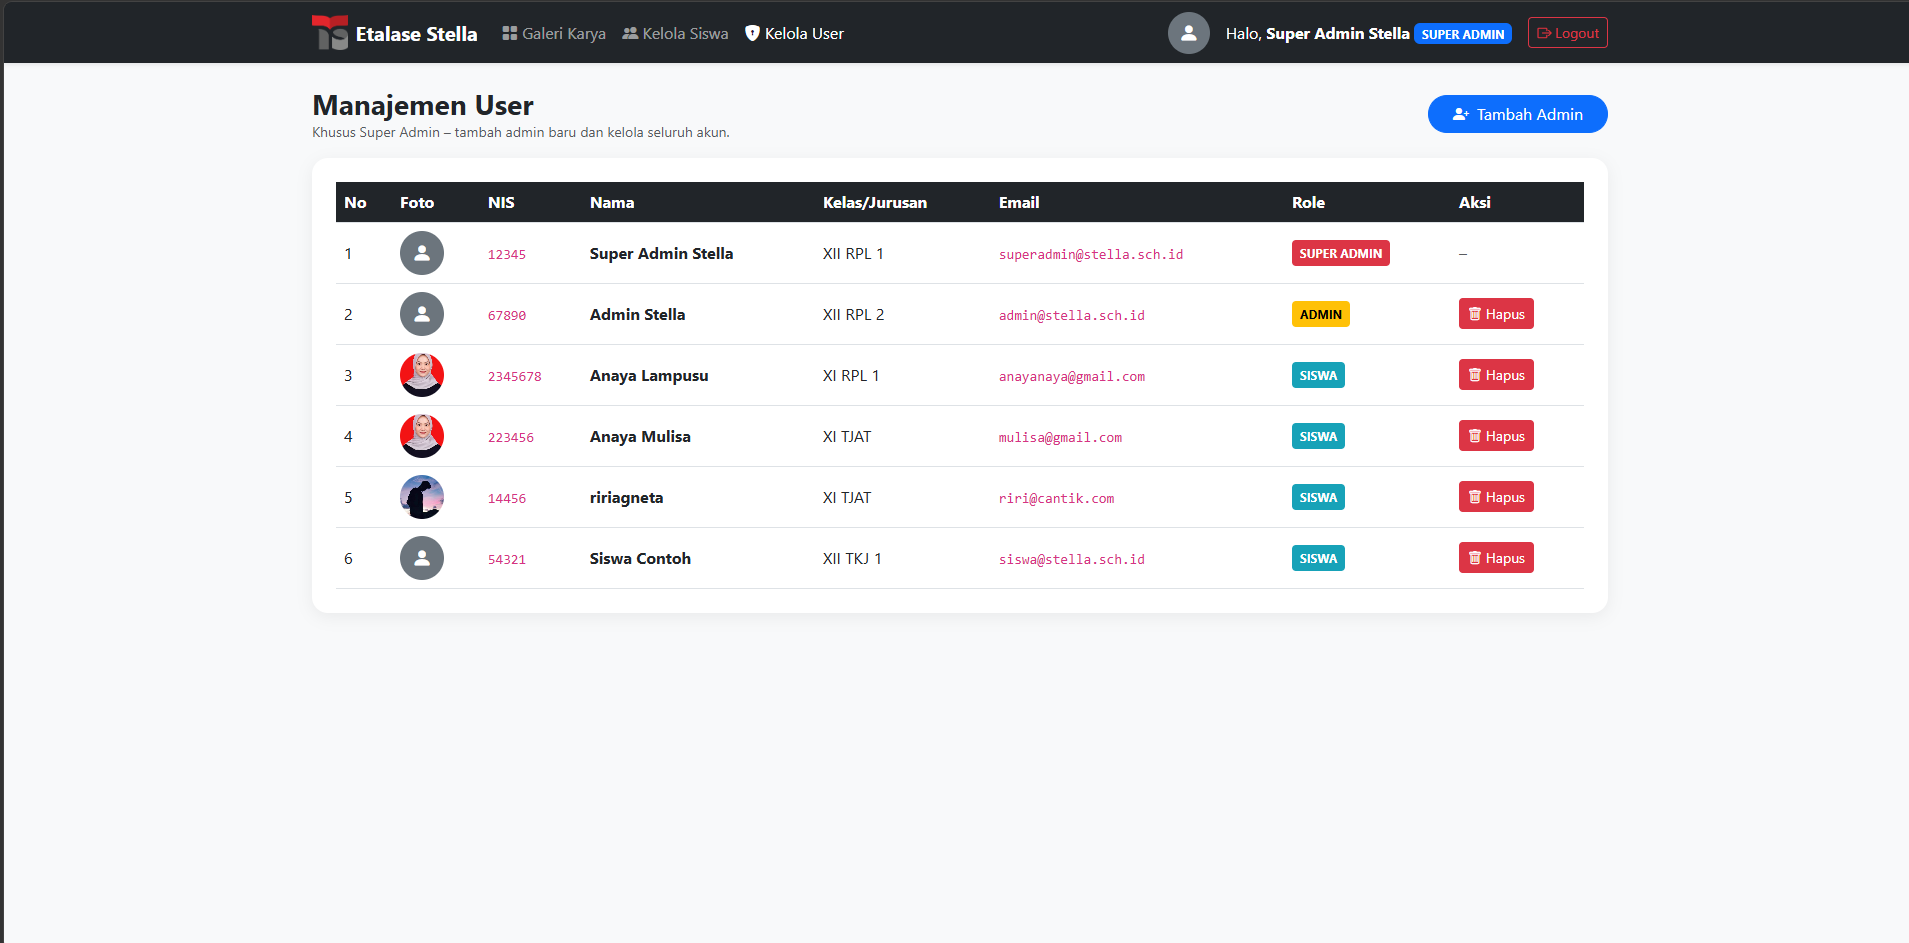 Etalase Stella Galeri Karya Kelola Siswa Kelola User Halo, Super Admin Stella SUPER ADMIN Logout
Manajemen User
Khusus Super Admin – tambah admin baru dan kelola seluruh akun.
Tambah Admin
No Foto NIS Nama Kelas/Jurusan Email Role Aksi
1 12345 Super Admin Stella XII RPL 1 superadmin@stella.sch.id SUPER ADMIN –
2 67890 Admin Stella XII RPL 2 admin@stella.sch.id ADMIN Hapus
3 2345678 Anaya Lampusu XI RPL 1 anayanaya@gmail.com SISWA Hapus
4 223456 Anaya Mulisa XI TJAT mulisa@gmail.com SISWA Hapus
5 14456 ririagneta XI TJAT riri@cantik.com SISWA Hapus
6 54321 Siswa Contoh XII TKJ 1 siswa@stella.sch.id SISWA Hapus